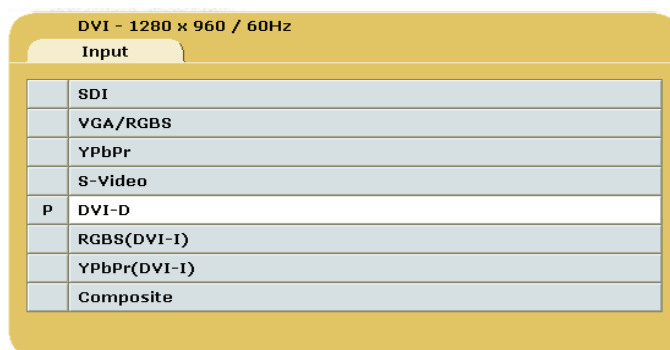 DVI - 1280 x 960 / 60Hz
Input
SDI
VGA/RGBS
YPbPr
S-Video
P DVI-D
RGBS(DVI-I)
YPbPr(DVI-I)
Composite